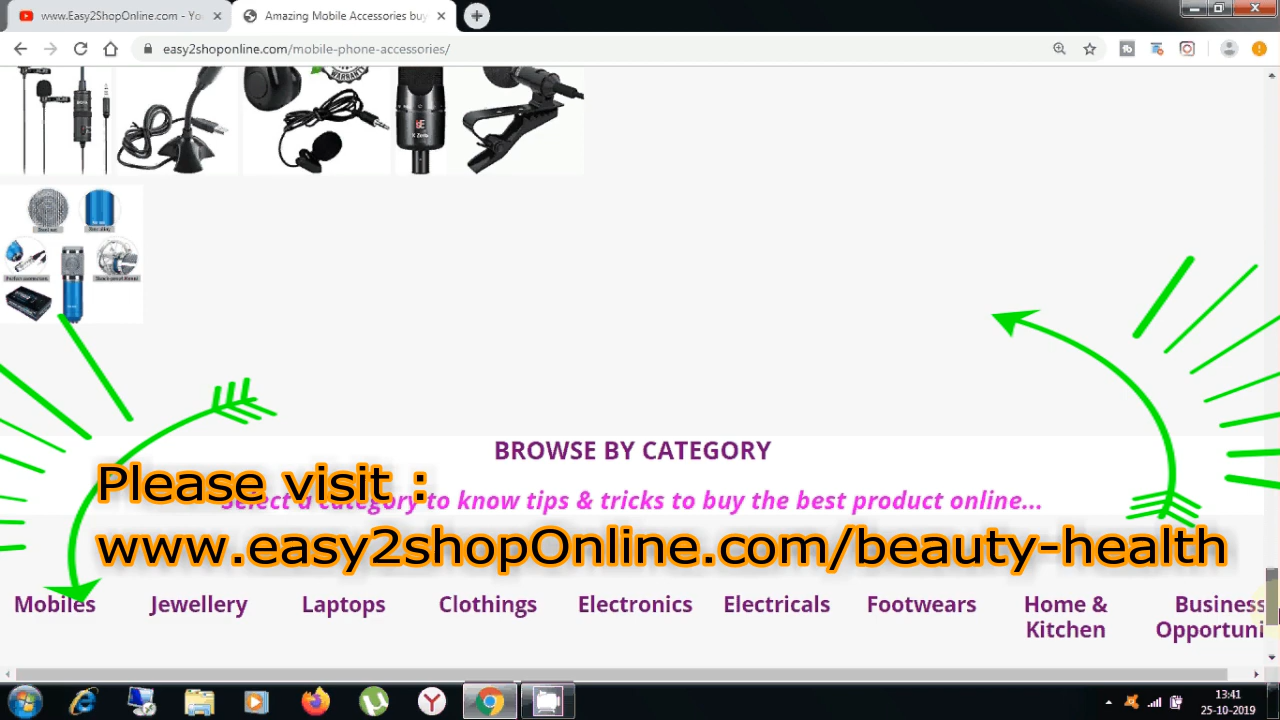 www.Easy2ShopOnline.com - Yo
Amazing Mobile Accessories buy
easy2shoponline.com/mobile-phone-accessories/
WARRANTY
BROWSE BY CATEGORY
Please visit :
Select a category to know tips & tricks to buy the best product online...
www.easy2shopOnline.com/beauty-health
Mobiles Jewellery Laptops Clothings Electronics Electricals Footwears Home & Kitchen Business Opportuni
13:41
25-10-2019